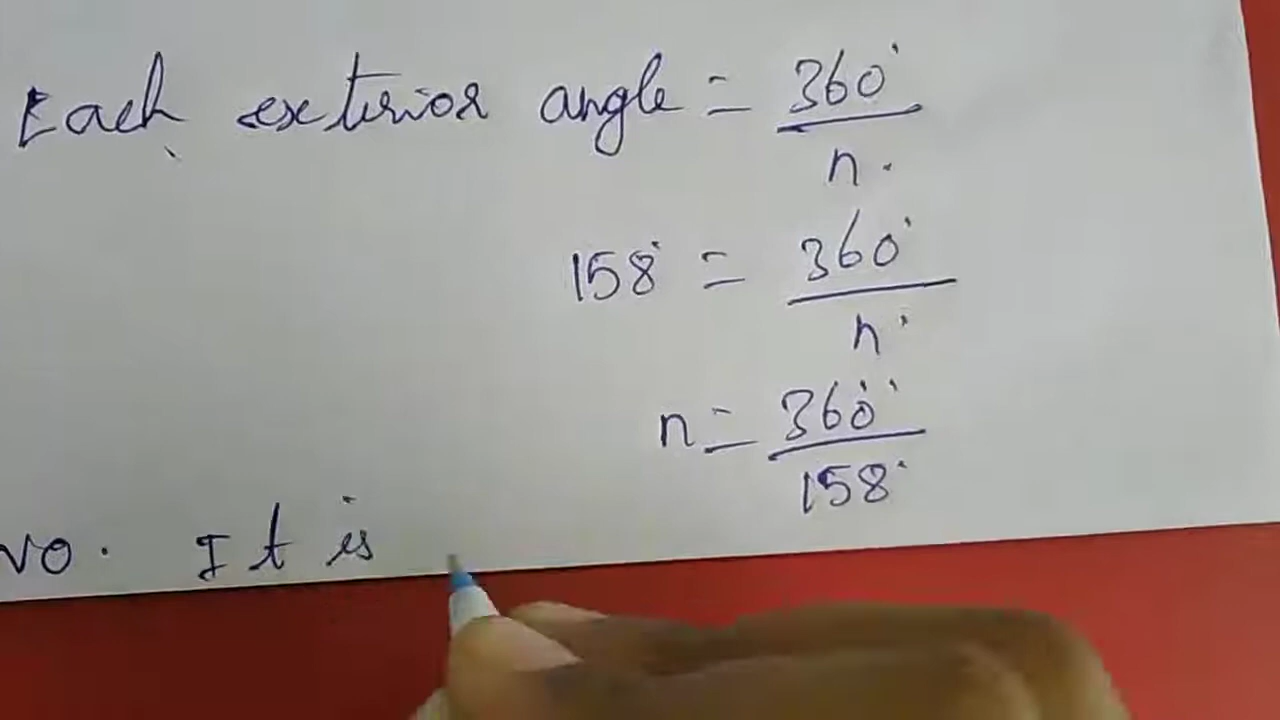 Each exterior angle = 360°
n.
158° = 360°
n
n = 360°
158°
NO. It is